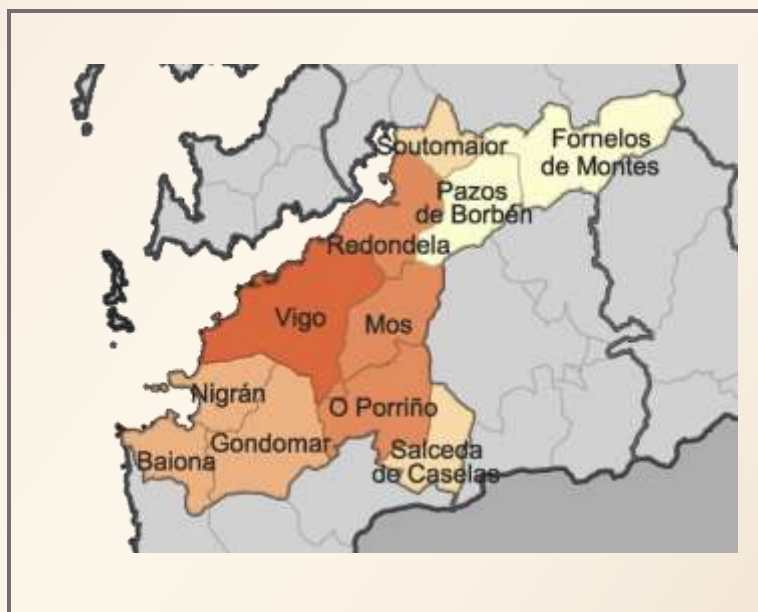 Soutomaior
Fornelos
de Montes
Pazos
de Borbén
Redondela
Vigo
Mos
Nigrán
O Porriño
Gondomar
Baiona
Salceda
de Caselas